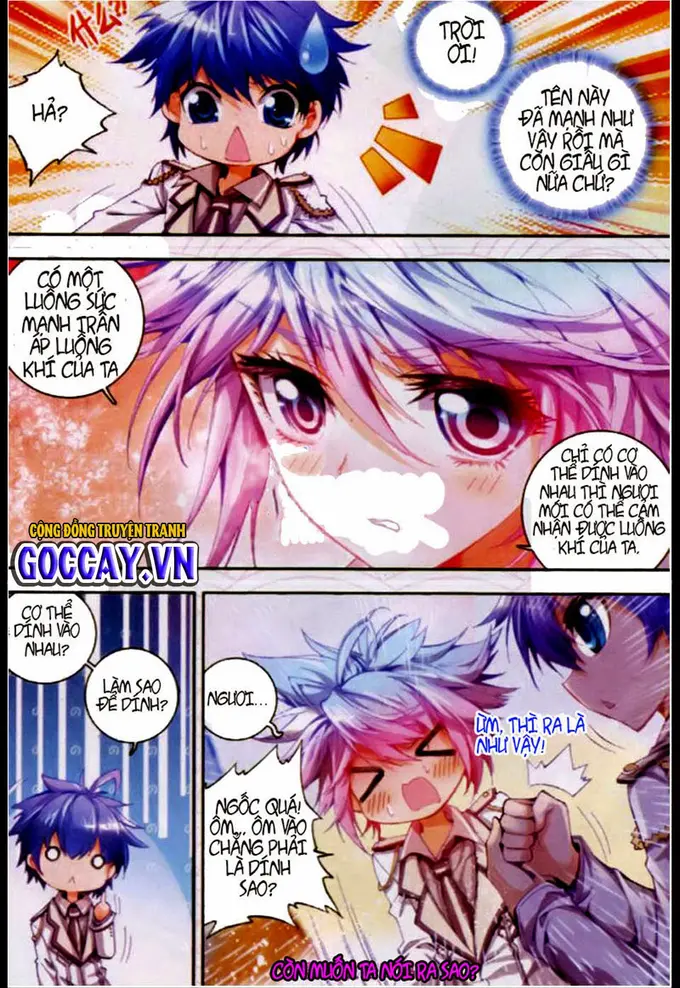 什么?!
HẢ?
TRỜI
ƠI!
TÊN NÀY
ĐÃ MẠNH NHƯ
VẬY RỒI MÀ
CÒN GIẤU GÌ
NỮA CHỨ?
CÓ MỘT
LUỒNG SỨC
MẠNH TRẤN
ÁP LUỒNG
KHÍ CỦA TA
CHỈ CÓ CƠ
THỂ DÍNH VÀO
NHAU THÌ NGƯƠI
MỚI CÓ THỂ CẢM
NHẬN ĐƯỢC LUỒNG
KHÍ CỦA TA.
CỘNG ĐỒNG TRUYỆN TRANH
GOCCAY.VN
CƠ THỂ
DÍNH VÀO
NHAU?
LÀM SAO
ĐỂ DÍNH?
NGƯƠI...
ỪM, THÌ RA LÀ
NHƯ VẬY!
NGỐC QUÁ!
ÔM... ÔM VÀO
CHẲNG PHẢI
LÀ DÍNH
SAO?
CÒN MUỐN TA NÓI RA SAO?